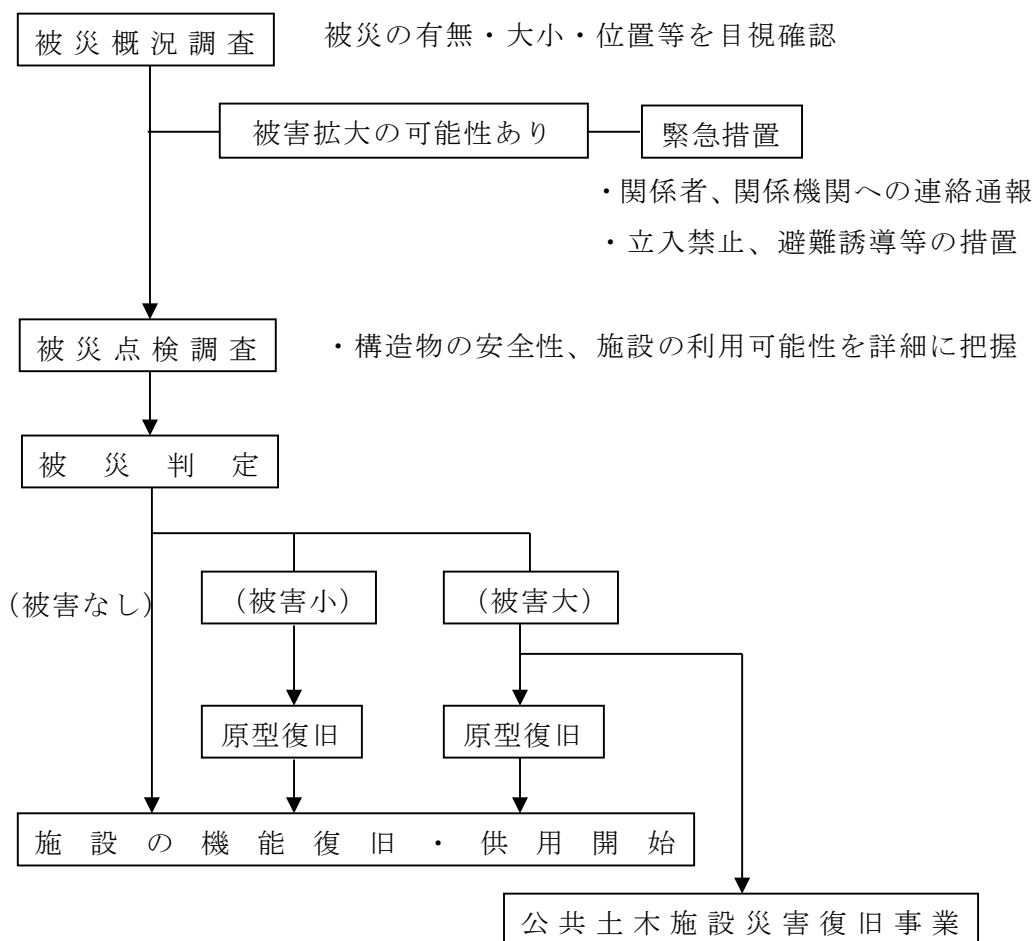 被災概況調査
被災の有無・大小・位置等を目視確認
被害拡大の可能性あり
緊急措置
・関係者、関係機関への連絡通報
・立入禁止、避難誘導等の措置
被災点検調査
・構造物の安全性、施設の利用可能性を詳細に把握
被災判定
(被害なし)
(被害小)
(被害大)
原型復旧
原型復旧
施設の機能復旧・供用開始
公共土木施設災害復旧事業